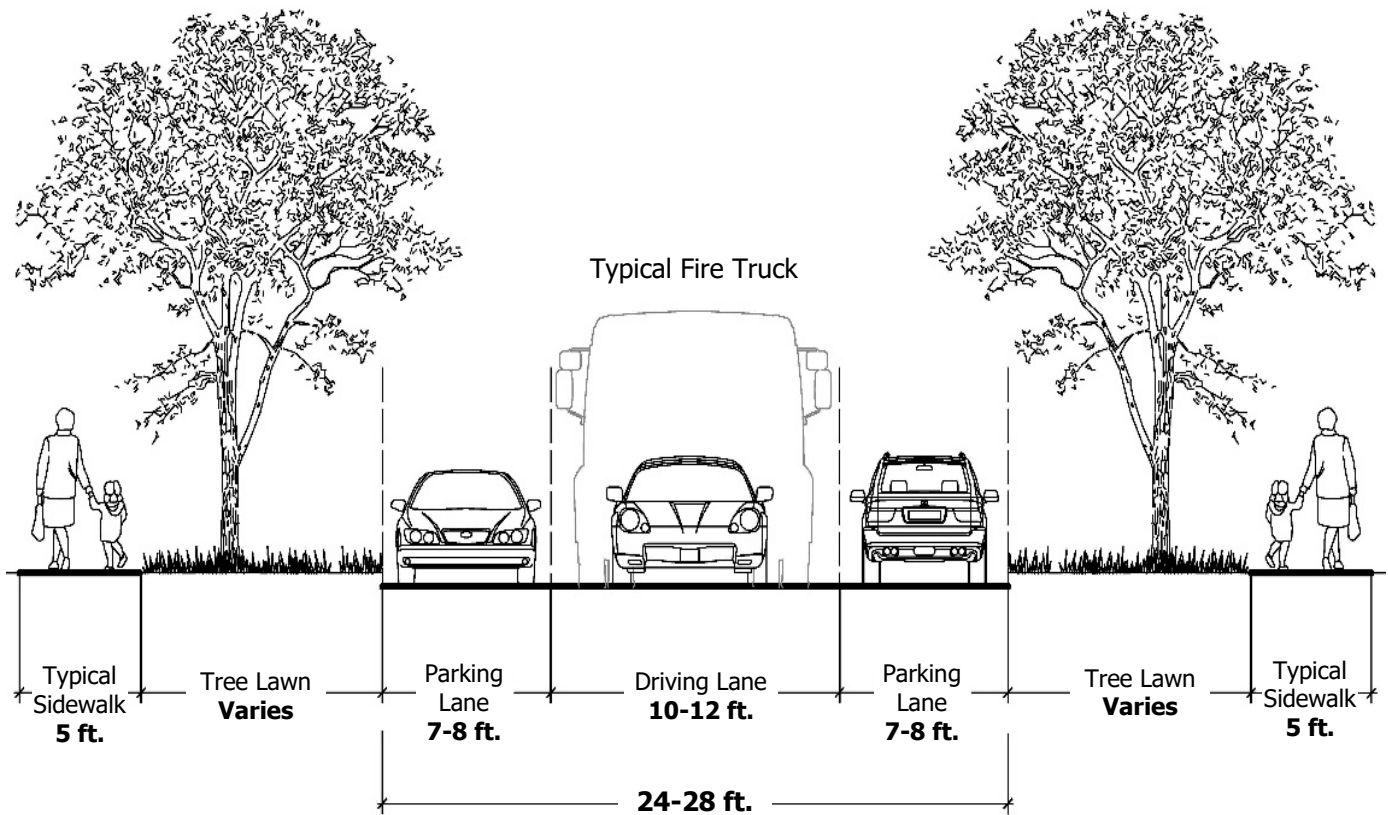 Typical Fire Truck
Typical
Sidewalk
5 ft.
Tree Lawn
Varies
Parking
Lane
7-8 ft.
Driving Lane
10-12 ft.
Parking
Lane
7-8 ft.
Tree Lawn
Varies
Typical
Sidewalk
5 ft.
24-28 ft.